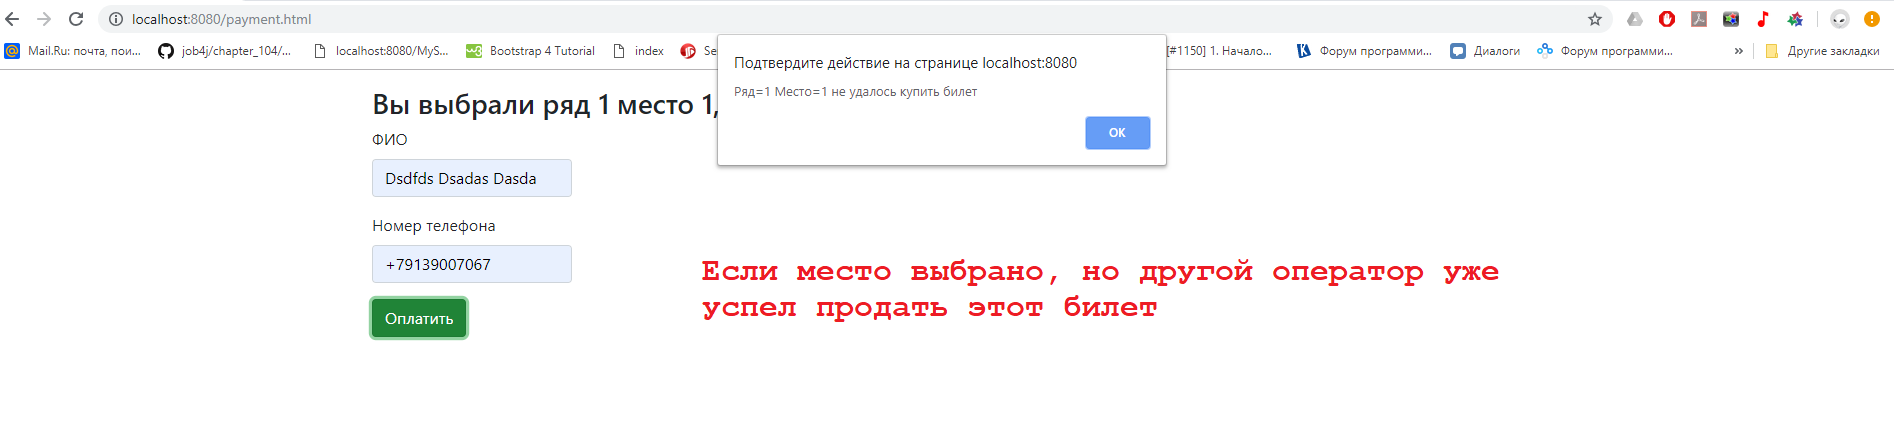 localhost:8080/payment.html
Mail.Ru: почта, пои...
job4j/chapter_104/...
localhost:8080/MyS...
Bootstrap 4 Tutorial
index
Se
[#1150] 1. Начало...
Форум программи...
Диалоги
Форум программи...
»
Другие закладки
Подтвердите действие на странице localhost:8080
Ряд=1 Место=1 не удалось купить билет
ОК
Вы выбрали ряд 1 место 1,
ФИО
Dsdfds Dsadas Dasda
Номер телефона
+79139007067
Оплатить
Если место выбрано, но другой оператор уже
успел продать этот билет